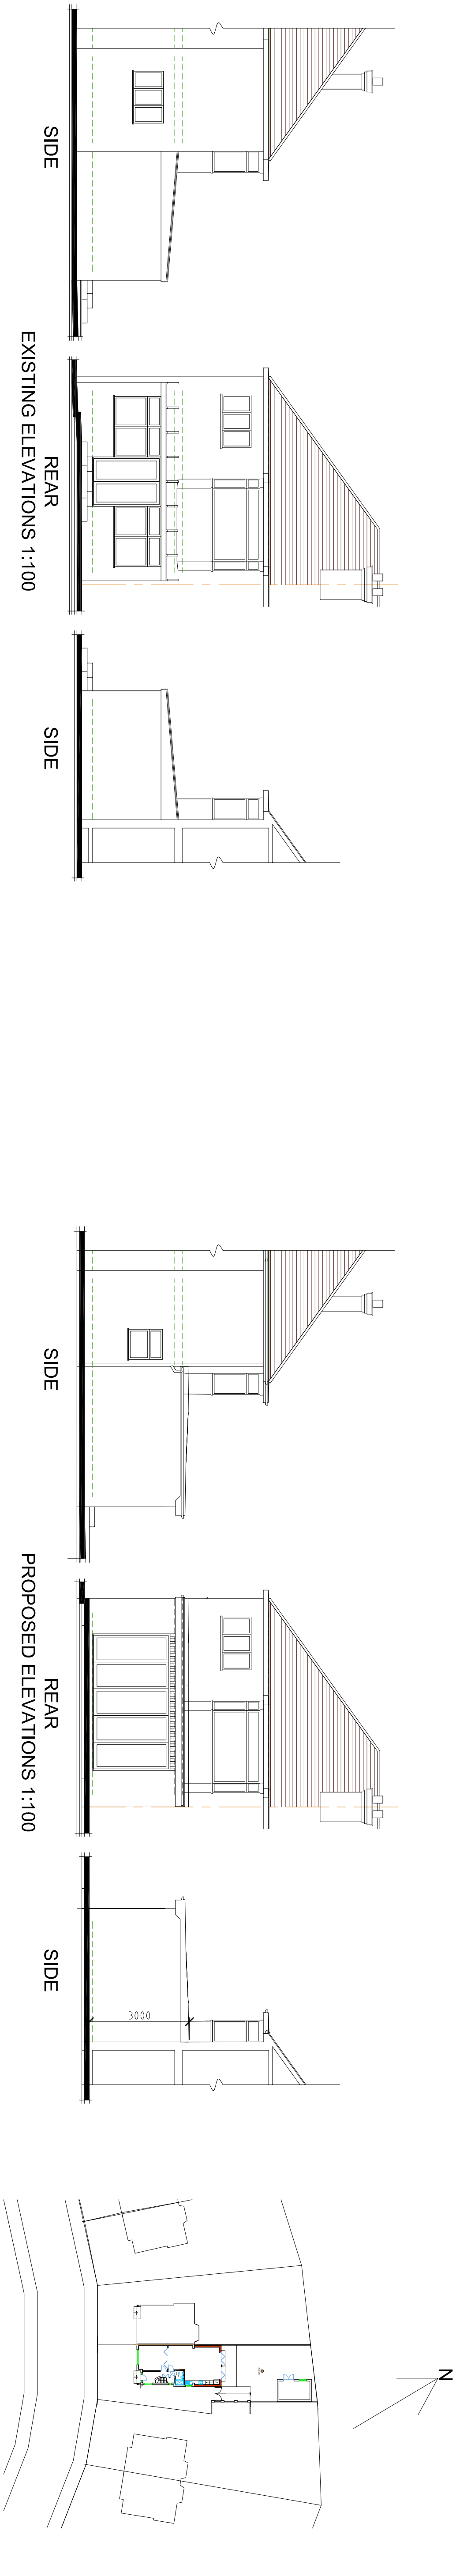 SIDE
REAR
EXISTING ELEVATIONS 1:100
SIDE
SIDE
REAR
PROPOSED ELEVATIONS 1:100
SIDE
3000
N